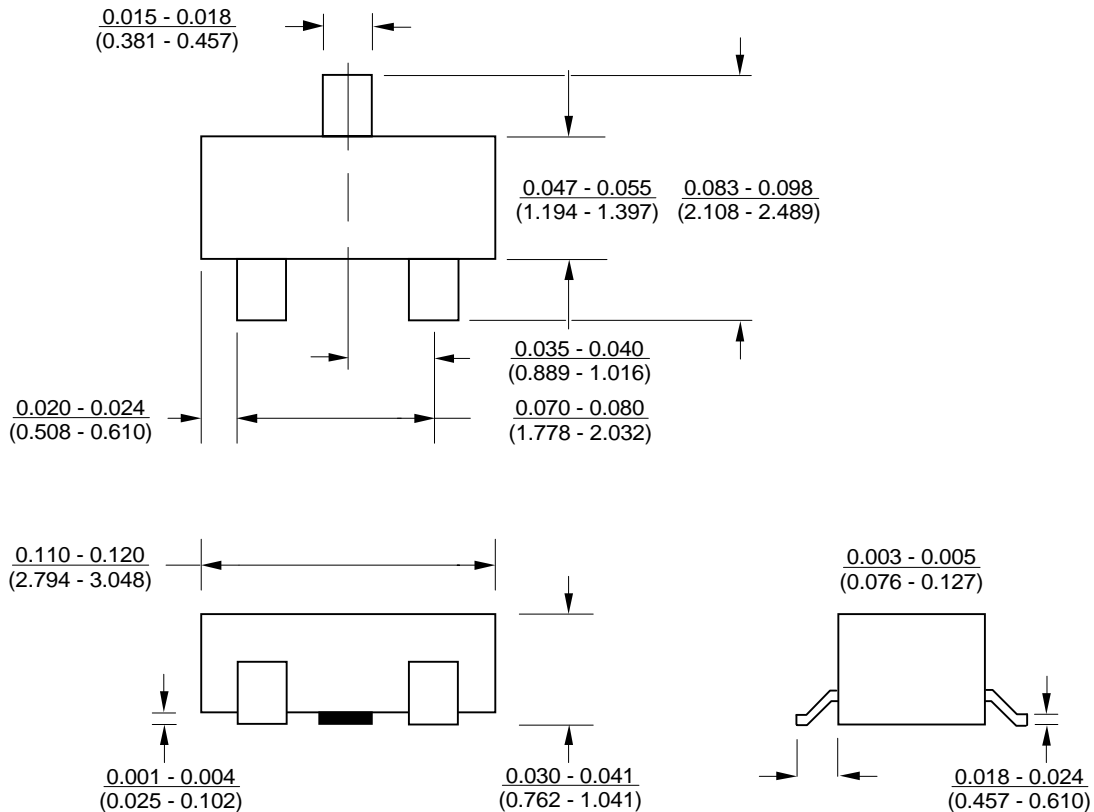 0.015 - 0.018
(0.381 - 0.457)
0.047 - 0.055
(1.194 - 1.397)
0.083 - 0.098
(2.108 - 2.489)
0.035 - 0.040
(0.889 - 1.016)
0.020 - 0.024
(0.508 - 0.610)
0.070 - 0.080
(1.778 - 2.032)
0.110 - 0.120
(2.794 - 3.048)
0.003 - 0.005
(0.076 - 0.127)
0.001 - 0.004
(0.025 - 0.102)
0.030 - 0.041
(0.762 - 1.041)
0.018 - 0.024
(0.457 - 0.610)